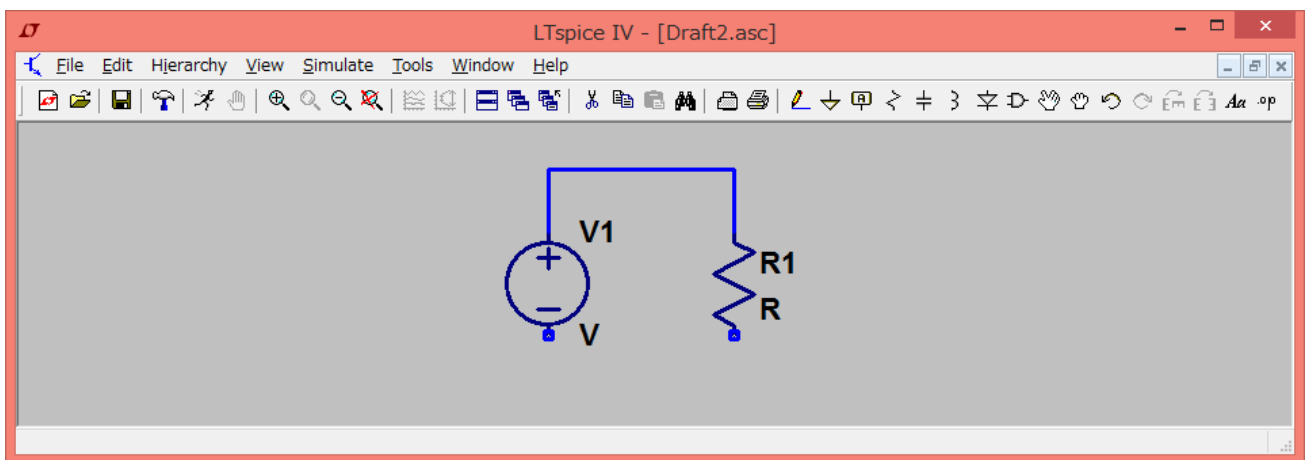 LTspice IV - [Draft2.asc]
File Edit Hierarchy View Simulate Tools Window Help
Aa .op
V1
R1
R
V